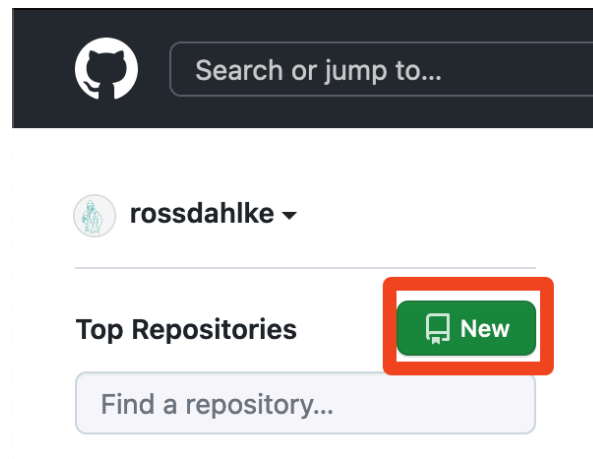 Search or jump to...
rossdahlke
Top Repositories
New
Find a repository...